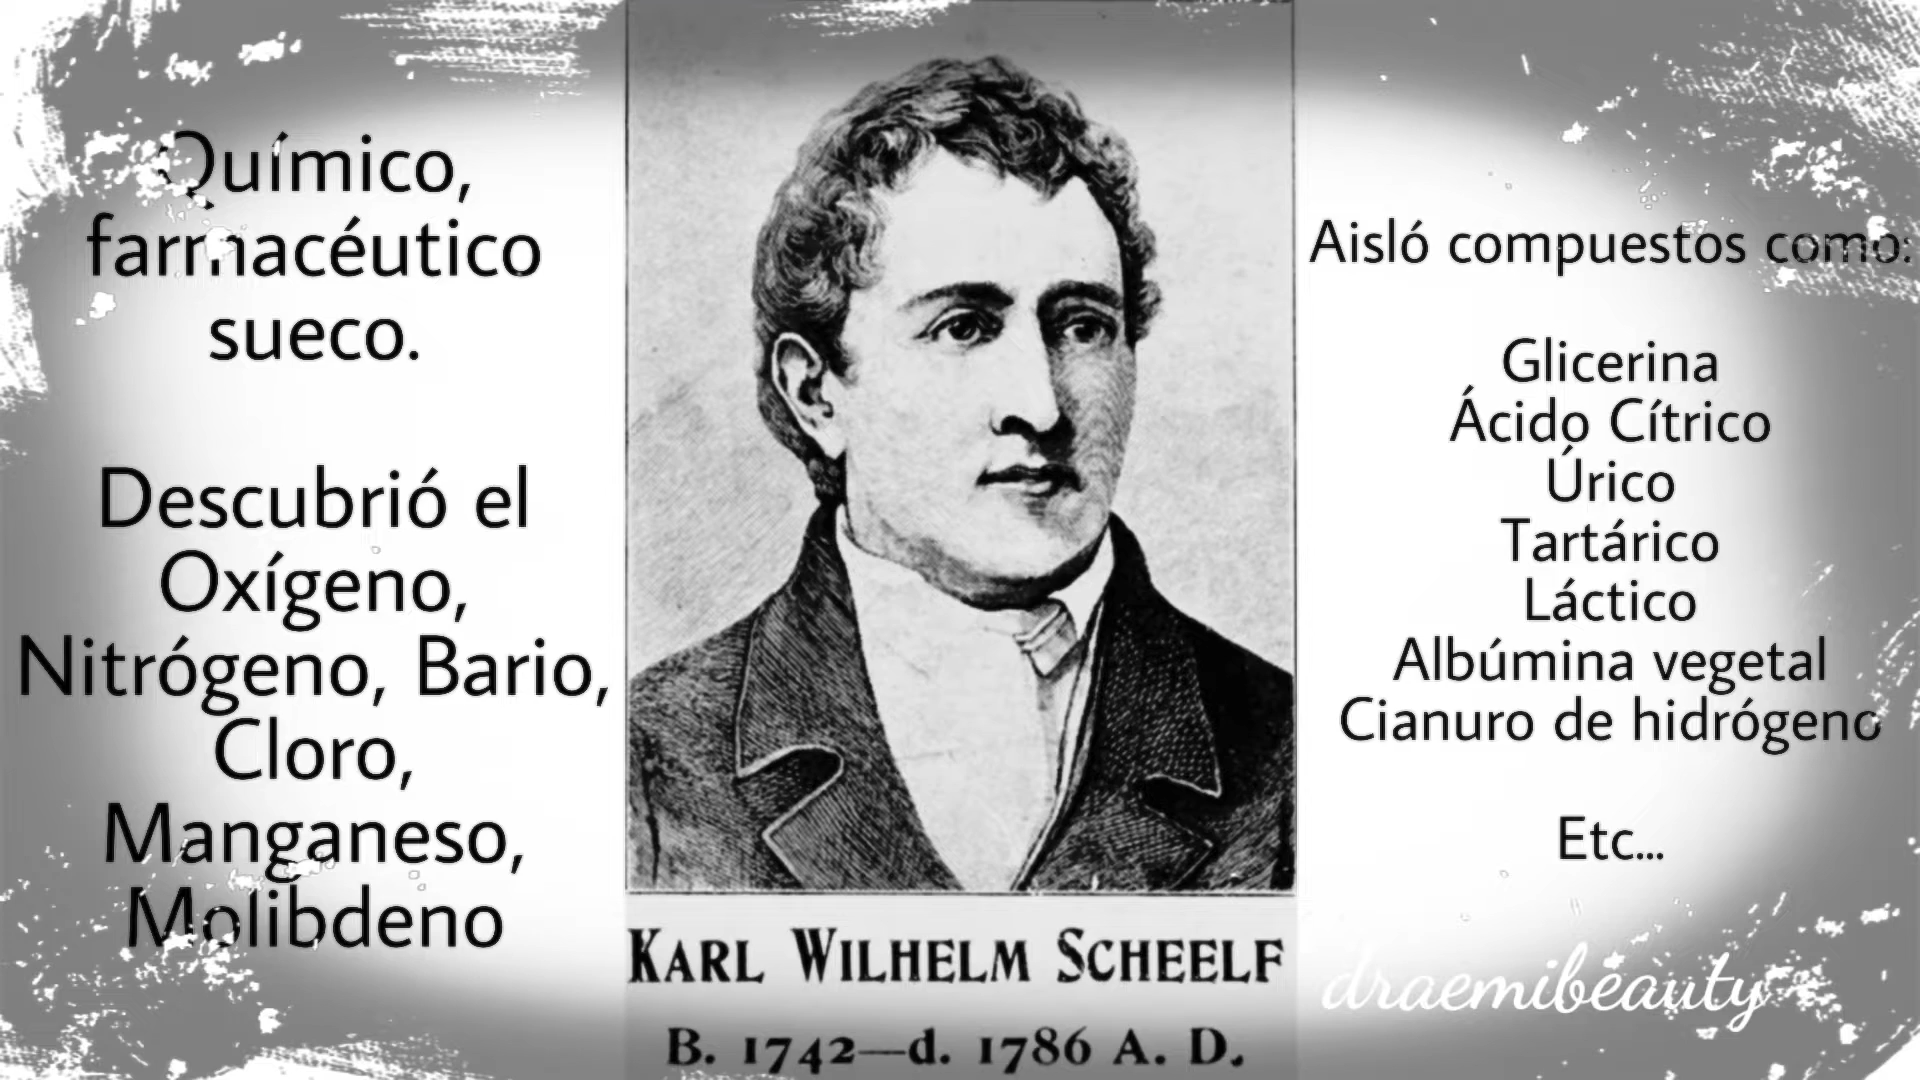 Químico,
farmacéutico
sueco.
Descubrió el
Oxígeno,
Nitrógeno, Bario,
Cloro,
Manganeso,
Molibdeno
KARL WILHELM SCHEELF
B. 1742—d. 1786 A. D.
Aisló compuestos como:
Glicerina
Ácido Cítrico
Úrico
Tartárico
Láctico
Albúmina vegetal
Cianuro de hidrógeno
Etc...
draemibeauty